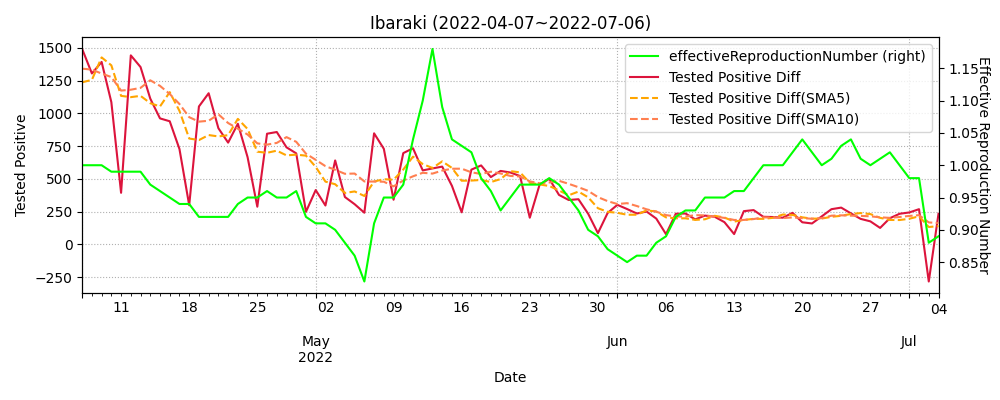 Ibaraki (2022-04-07~2022-07-06)
effectiveReproductionNumber (right)
Tested Positive Diff
Tested Positive Diff(SMA5)
Tested Positive Diff(SMA10)
Tested Positive
1500
1250
1000
750
500
250
0
−250
Effective Reproduction Number
1.15
1.10
1.05
1.00
0.95
0.90
0.85
11 18 25 02 09 16 23 30 06 13 20 27 04
May Jun Jul
2022
Date